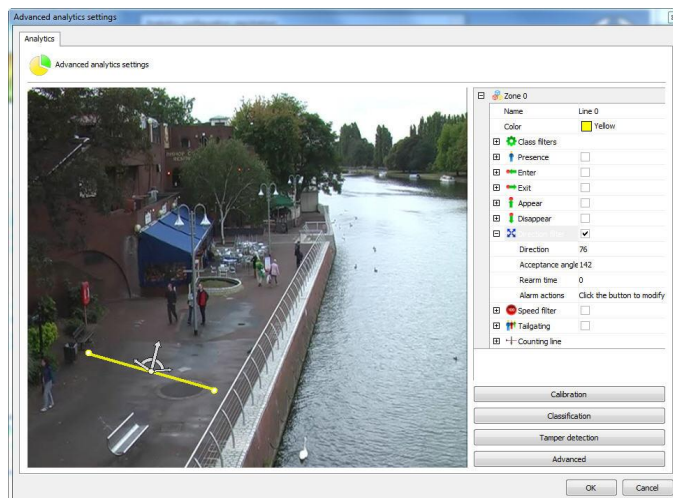 Advanced analytics settings
Analytics
Advanced analytics settings
Zone 0
Name Line 0
Color Yellow
Class filters
Presence
Enter
Exit
Appear
Disappear
Direction 76
Acceptance angle 142
Rearm time 0
Alarm actions Click the button to modify
Speed filter
Tailgating
Counting line
Calibration
Classification
Tamper detection
Advanced
OK Cancel